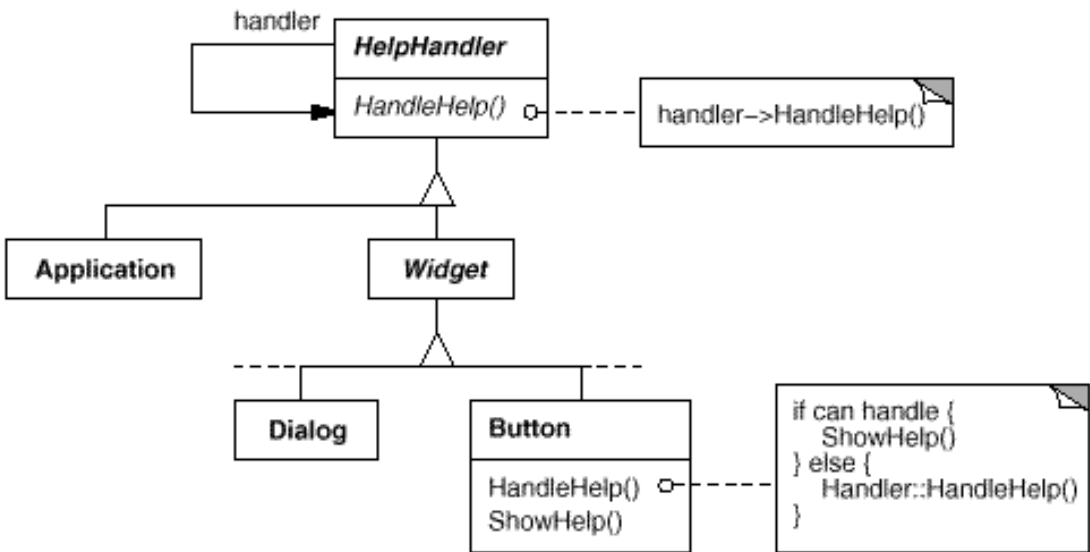 handler
HelpHandler
HandleHelp()
handler->HandleHelp()
Application
Widget
Dialog
Button
HandleHelp()
ShowHelp()
if can handle {
ShowHelp()
} else {
Handler::HandleHelp()
}